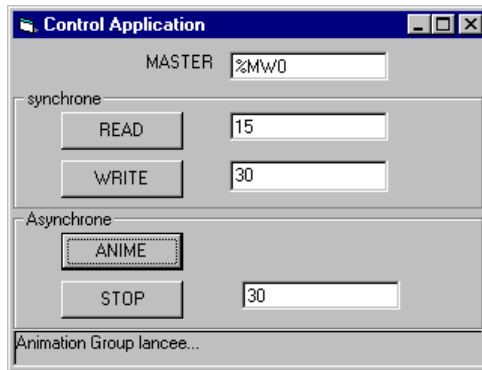 Control Application
MASTER %MW0
synchrone
READ 15
WRITE 30
Asynchrone
ANIME
STOP 30
Animation Group lancee...